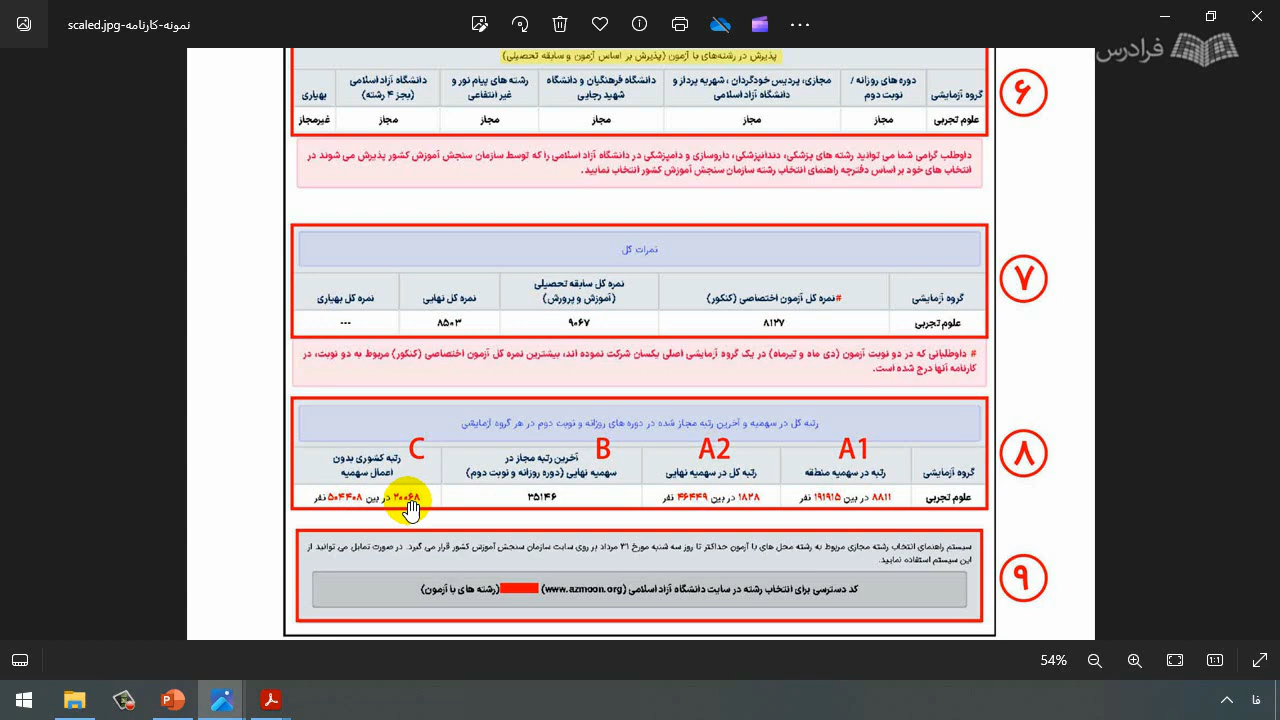 نمونه-کارنامه-scaled.jpg
فرادرس
پذیرش در رشته‌های با آزمون (پذیرش بر اساس آزمون و سابقه تحصیلی)
گروه آزمایشی
دوره های روزانه / نوبت دوم
مجازی، پردیس خودگردان ، شهریه پرداز و دانشگاه آزاد اسلامی
دانشگاه فرهنگیان و دانشگاه شهید رجایی
رشته های پیام نور و غیر انتفاعی
دانشگاه آزاد اسلامی (بجز ۴ رشته)
بهیاری
علوم تجربی مجاز مجاز مجاز مجاز مجاز غیرمجاز
۶
داوطلب گرامی شما می توانید رشته های پزشکی، دندانپزشکی، داروسازی و دامپزشکی در دانشگاه آزاد اسلامی را که توسط سازمان سنجش آموزش کشور پذیرش می شوند در
انتخاب های خود بر اساس دفترچه راهنمای انتخاب رشته سازمان سنجش آموزش کشور انتخاب نمایید.
نمرات کل
۷
گروه آزمایشی
#نمره کل آزمون اختصاصی (کنکور)
نمره کل سابقه تحصیلی (آموزش و پرورش)
نمره کل نهایی
نمره کل بهیاری
علوم تجربی ۸۱۲۷ ۹۰۶۷ ۸۵۰۳ ---
# داوطلبانی که در دو نوبت آزمون (دی ماه و تیرماه) در یک گروه آزمایشی اصلی یکسان شرکت نموده اند، بیشترین نمره کل آزمون اختصاصی (کنکور) مربوط به دو نوبت، در
کارنامه آنها درج شده است.
رتبه کل در سهمیه و آخرین رتبه مجاز شده در دوره های روزانه و نوبت دوم در هر گروه آزمایشی
۸
A1 A2 B C
گروه آزمایشی
رتبه در سهمیه منطقه
رتبه کل در سهمیه نهایی
آخرین رتبه مجاز در سهمیه نهایی (دوره روزانه و نوبت دوم)
رتبه کشوری بدون اعمال سهمیه
علوم تجربی ۸۸۱۱ در بین ۱۹۱۹۱۵ نفر ۱۸۲۸ در بین ۴۶۴۴۹ نفر ۳۵۱۴۶ ۲۰۰۶۸ در بین ۵۰۴۴۰۸ نفر
سیستم راهنمای انتخاب رشته مجازی مربوط به رشته محل های با آزمون حداکثر تا روز سه شنبه مورخ ۳۱ مرداد بر روی سایت سازمان سنجش آموزش کشور قرار می گیرد. در صورت تمایل می توانید از
این سیستم استفاده نمایید.
۹
کد دسترسی برای انتخاب رشته در سایت دانشگاه آزاد اسلامی (www.azmoon.org) (رشته های با آزمون)
54%
فا